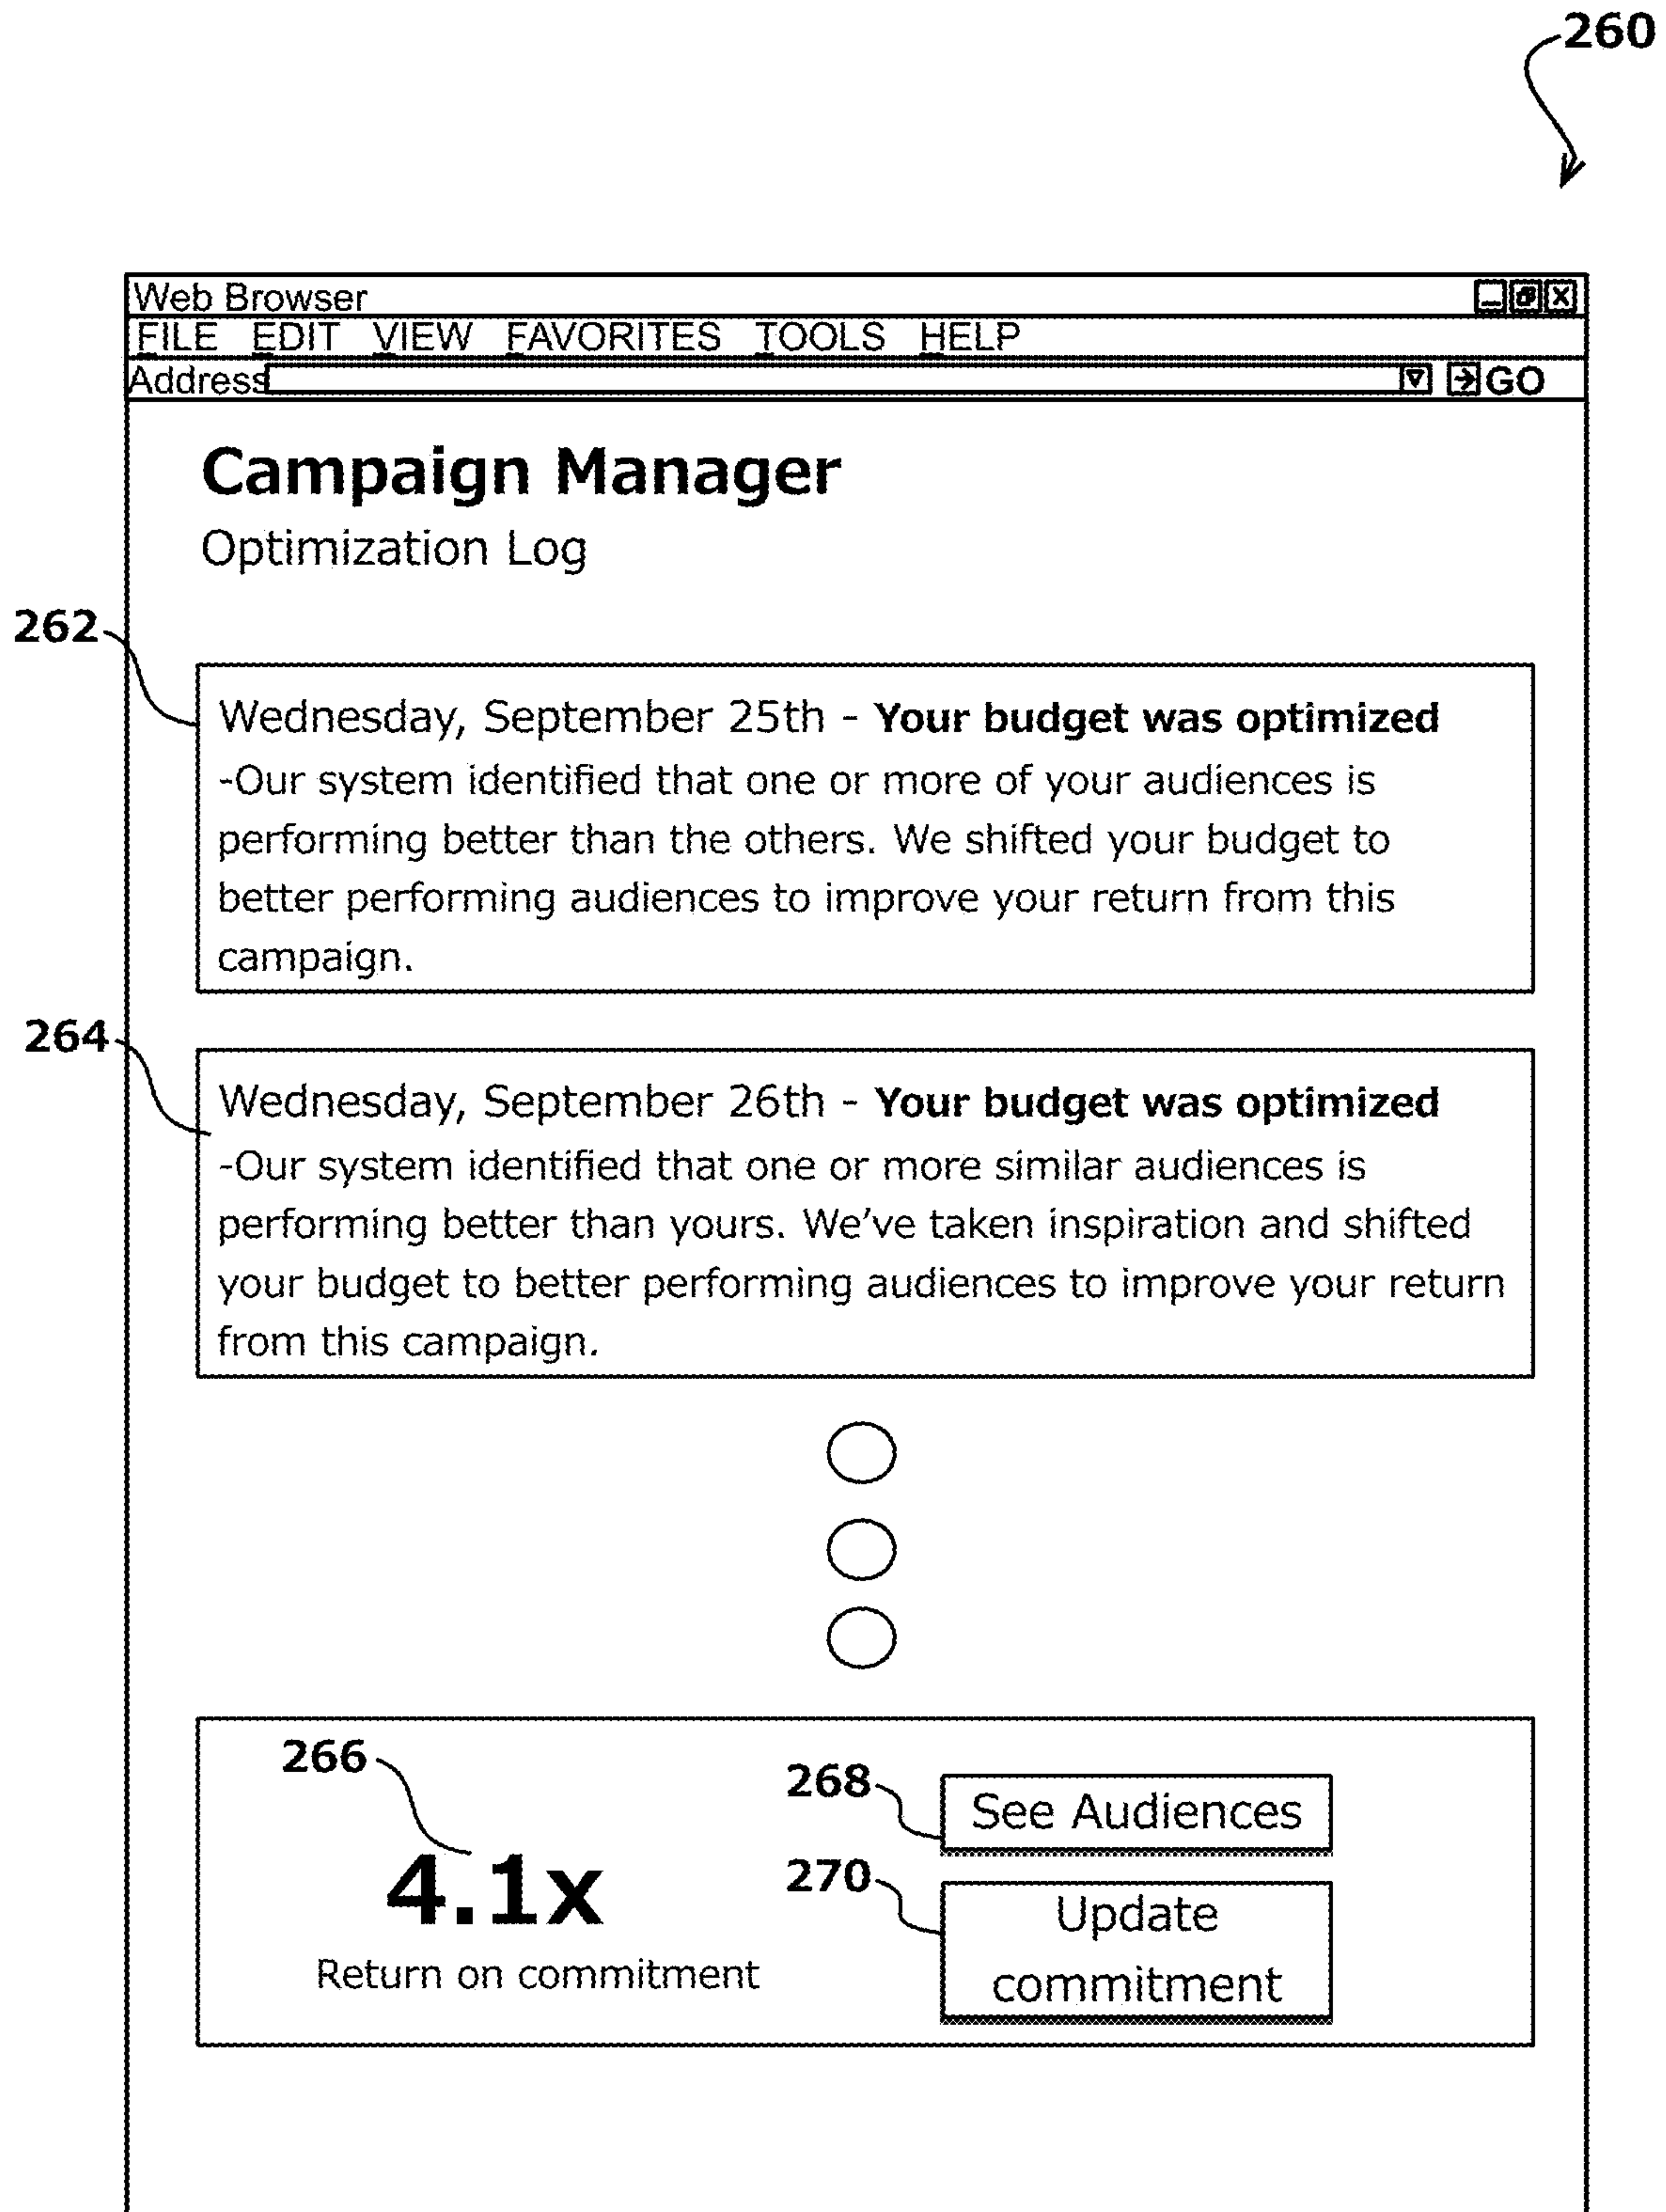 260
Web Browser
FILE EDIT VIEW FAVORITES TOOLS HELP
Address GO
Campaign Manager
Optimization Log
262
Wednesday, September 25th - Your budget was optimized
-Our system identified that one or more of your audiences is
performing better than the others. We shifted your budget to
better performing audiences to improve your return from this
campaign.
264
Wednesday, September 26th - Your budget was optimized
-Our system identified that one or more similar audiences is
performing better than yours. We've taken inspiration and shifted
your budget to better performing audiences to improve your return
from this campaign.
266
4.1x
Return on commitment
268
See Audiences
270
Update
commitment